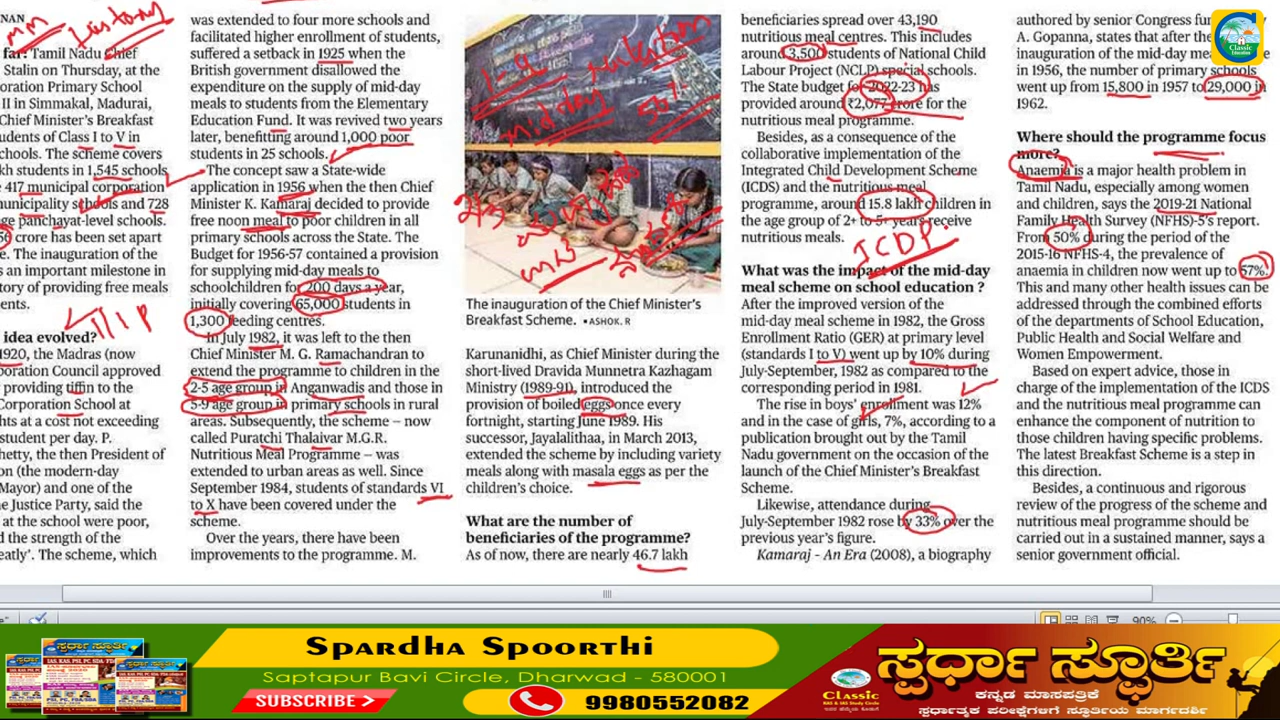 NAN
far: Tamil Nadu Chief
Stalin on Thursday, at the
oration Primary School
II in Simmakal, Madurai,
Chief Minister's Breakfast
udents of Class I to V in
chools. The scheme covers
kh students in 1,545 schools
417 municipal corporation
municipality schools and 728
ge panchayat-level schools.
crore has been set apart
e. The inauguration of the
s an important milestone in
tory of providing free meals
ents.
idea evolved?
1920, the Madras (now
oration Council approved
providing tiffin to the
Corporation School at
hts at a cost not exceeding
student per day. P.
hetty, the then President of
on (the modern-day
Mayor) and one of the
he Justice Party, said the
at the school were poor,
d the strength of the
eatly'. The scheme, which
was extended to four more schools and
facilitated higher enrollment of students,
suffered a setback in 1925 when the
British government disallowed the
expenditure on the supply of mid-day
meals to students from the Elementary
Education Fund. It was revived two years
later, benefitting around 1,000 poor
students in 25 schools.
The concept saw a State-wide
application in 1956 when the then Chief
Minister K. Kamaraj decided to provide
free noon meal to poor children in all
primary schools across the State. The
Budget for 1956-57 contained a provision
for supplying mid-day meals to
schoolchildren for 200 days a year,
initially covering 65,000 students in
1,300 feeding centres.
In July 1982, it was left to the then
Chief Minister M. G. Ramachandran to
extend the programme to children in the
2-5 age group in Anganwadis and those in
5-9 age group in primary schools in rural
areas. Subsequently, the scheme – now
called Puratchi Thalaivar M.G.R.
Nutritious Meal Programme – was
extended to urban areas as well. Since
September 1984, students of standards VI
to X have been covered under the
scheme.
Over the years, there have been
improvements to the programme. M.
1-8
mid day
56/-
The inauguration of the Chief Minister's
Breakfast Scheme. •ASHOK. R
Karunanidhi, as Chief Minister during the
short-lived Dravida Munnetra Kazhagam
Ministry (1989-91), introduced the
provision of boiled eggs once every
fortnight, starting June 1989. His
successor, Jayalalithaa, in March 2013,
extended the scheme by including variety
meals along with masala eggs as per the
children's choice.
What are the number of
beneficiaries of the programme?
As of now, there are nearly 46.7 lakh
beneficiaries spread over 43,190
nutritious meal centres. This includes
around 3,500 students of National Child
Labour Project (NCLP) special schools.
The State budget for 2022-23 has
provided around ₹2,077 crore for the
nutritious meal programme.
Besides, as a consequence of the
collaborative implementation of the
Integrated Child Development Scheme
(ICDS) and the nutritious meal
programme, around 15.8 lakh children in
the age group of 2+ to 5+ years receive
nutritious meals.
ICDP.
What was the impact of the mid-day
meal scheme on school education ?
After the improved version of the
mid-day meal scheme in 1982, the Gross
Enrollment Ratio (GER) at primary level
(standards I to V) went up by 10% during
July-September, 1982 as compared to the
corresponding period in 1981.
The rise in boys' enrollment was 12%
and in the case of girls, 7%, according to a
publication brought out by the Tamil
Nadu government on the occasion of the
launch of the Chief Minister's Breakfast
Scheme.
Likewise, attendance during
July-September 1982 rose by 33% over the
previous year's figure.
Kamaraj - An Era (2008), a biography
authored by senior Congress
A. Gopanna, states that after the
inauguration of the mid-day
in 1956, the number of primary schools
went up from 15,800 in 1957 to 29,000 in
1962.
Where should the programme focus
more?
Anaemia is a major health problem in
Tamil Nadu, especially among women
and children, says the 2019-21 National
Family Health Survey (NFHS)-5's report.
From 50% during the period of the
2015-16 NFHS-4, the prevalence of
anaemia in children now went up to 57%.
This and many other health issues can be
addressed through the combined efforts
of the departments of School Education,
Public Health and Social Welfare and
Women Empowerment.
Based on expert advice, those in
charge of the implementation of the ICDS
and the nutritious meal programme can
enhance the component of nutrition to
those children having specific problems.
The latest Breakfast Scheme is a step in
this direction.
Besides, a continuous and rigorous
review of the progress of the scheme and
nutritious meal programme should be
carried out in a sustained manner, says a
senior government official.
Classic
Education
90%
Spardha Spoorthi
Saptapur Bavi Circle, Dharwad - 580001
SUBSCRIBE
9980552082
Classic
KAS & IAS Study Circle
ಸ್ಪರ್ಧಾ ಸ್ಫೂರ್ತಿ
ಕನ್ನಡ ಮಾಸಪತ್ರಿಕೆ
ಸ್ಪರ್ಧಾತ್ಮಕ ಪರೀಕ್ಷೆಗಳಿಗೆ ಸ್ಫೂರ್ತಿಯ ಮಾರ್ಗದರ್ಶಿ